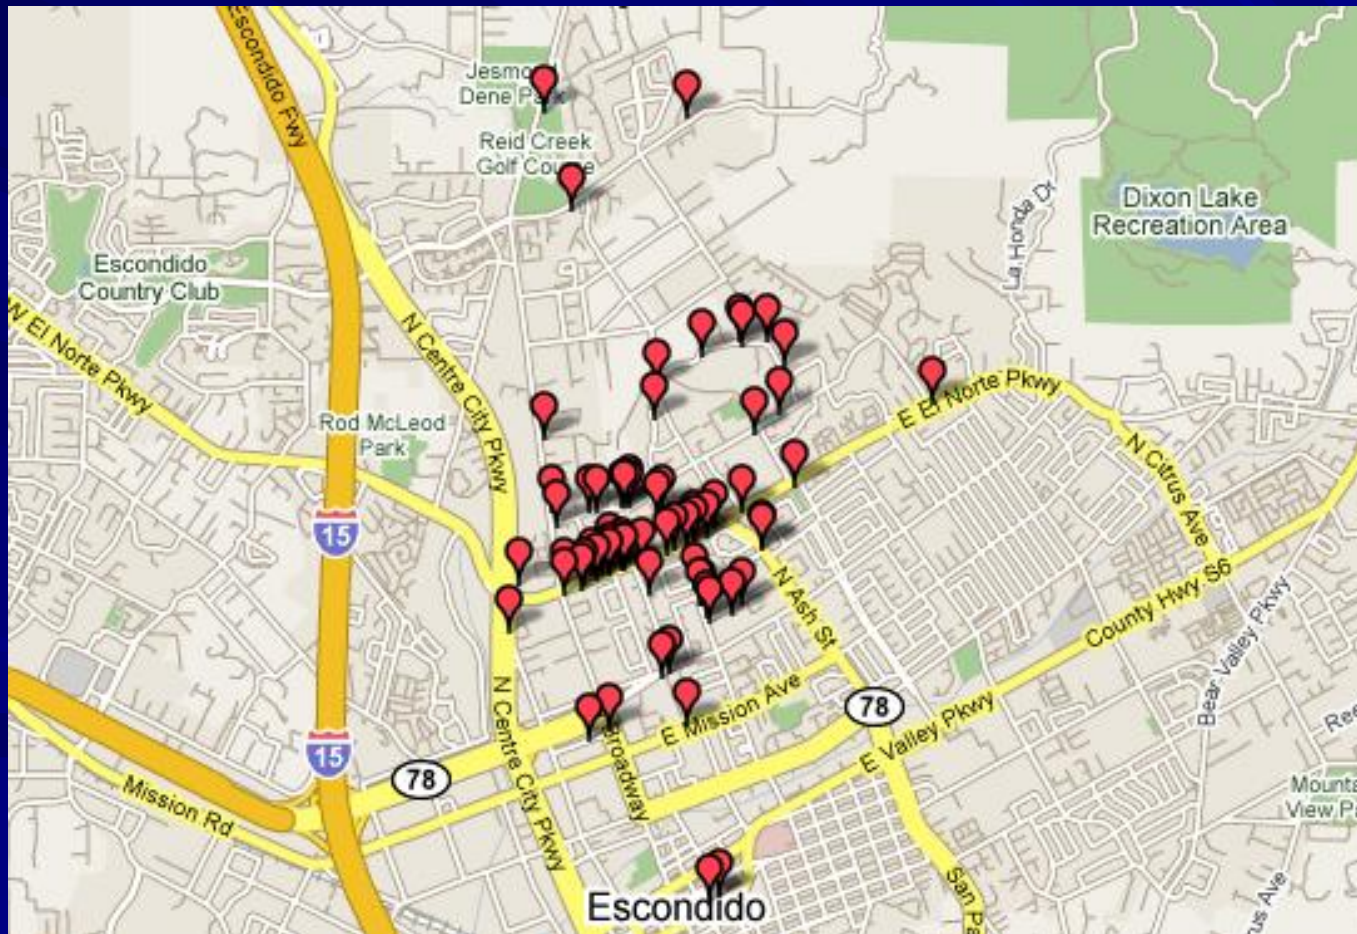 Escondido Fwy
Jesmond
Dene Park
Reid Creek
Golf Course
La Honda Dr
Dixon Lake
Recreation Area
Escondido
Country Club
W El Norte Pkwy
N Centre City Pkwy
E El Norte Pkwy
Rod McLeod
Park
N Citrus Ave
15
N Ash St
County Hwy S6
Bear Valley Pkwy
E Mission Ave
78
E Valley Pkwy
N Centre City Pkwy
Broadway
15
78
Mission Rd
Mounta
View Pa
San Pa
Escondido